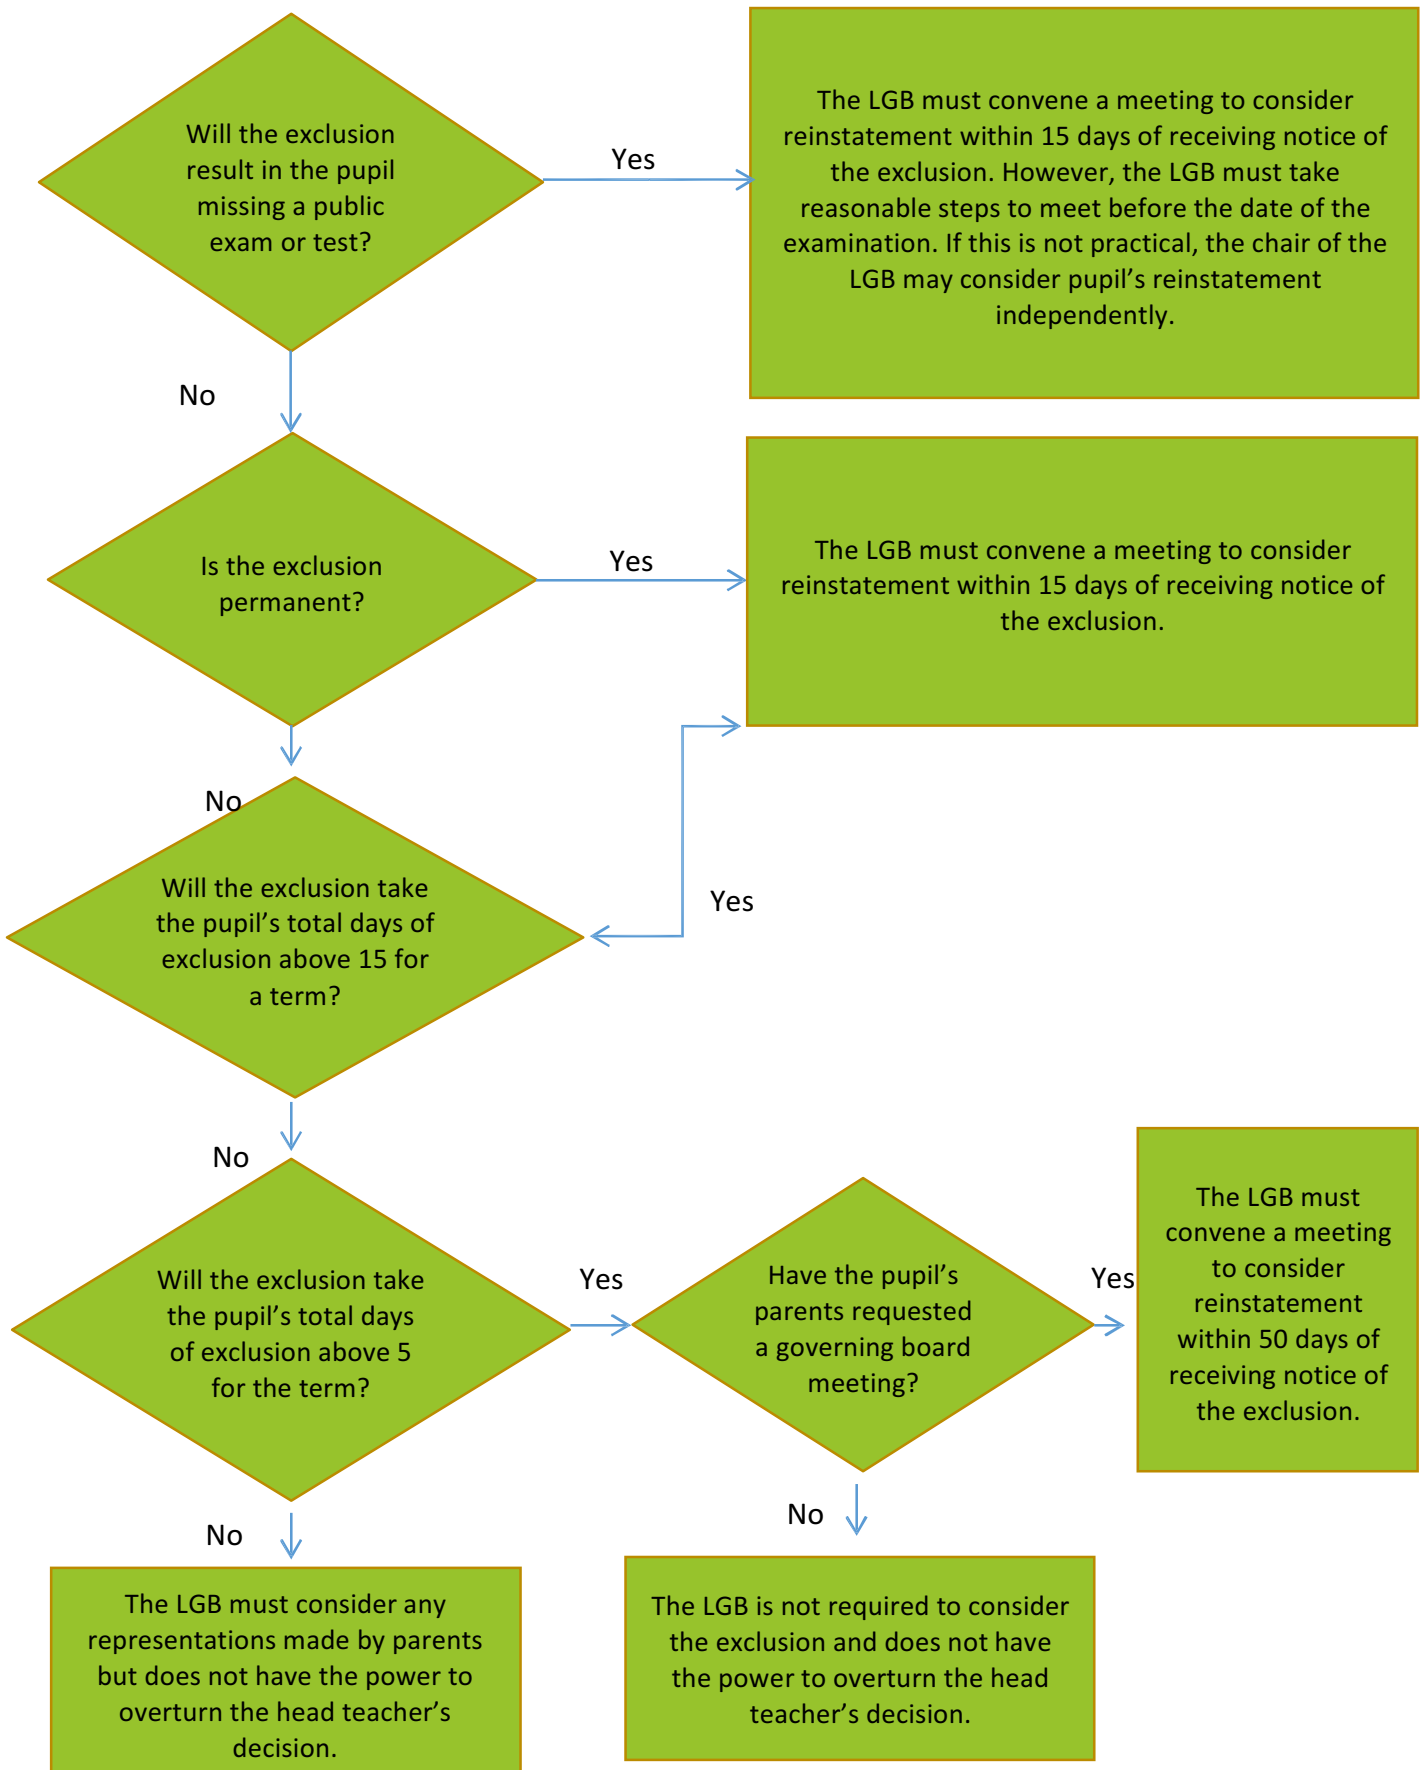 Will the exclusion
result in the pupil
missing a public
exam or test?
Yes
The LGB must convene a meeting to consider
reinstatement within 15 days of receiving notice of
the exclusion. However, the LGB must take
reasonable steps to meet before the date of the
examination. If this is not practical, the chair of the
LGB may consider pupil’s reinstatement
independently.
No
Is the exclusion
permanent?
Yes
The LGB must convene a meeting to consider
reinstatement within 15 days of receiving notice of
the exclusion.
No
Will the exclusion take
the pupil’s total days of
exclusion above 15 for
a term?
Yes
No
Will the exclusion take
the pupil’s total days
of exclusion above 5
for the term?
Yes
Have the pupil’s
parents requested
a governing board
meeting?
Yes
The LGB must
convene a meeting
to consider
reinstatement
within 50 days of
receiving notice of
the exclusion.
No
The LGB must consider any
representations made by parents
but does not have the power to
overturn the head teacher’s
decision.
No
The LGB is not required to consider
the exclusion and does not have
the power to overturn the head
teacher’s decision.